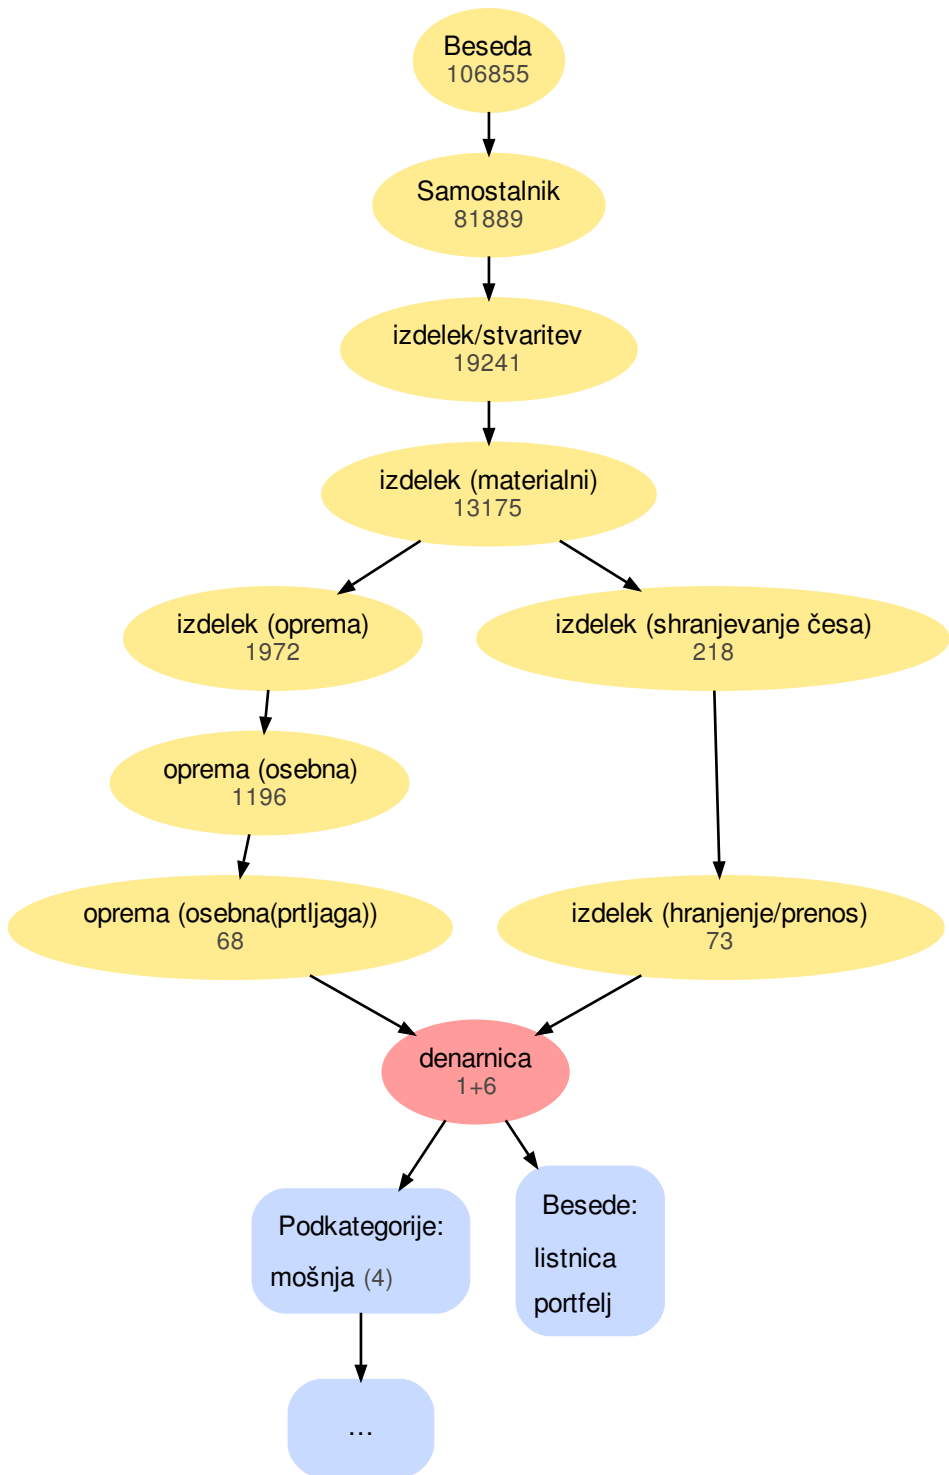 Beseda
106855
Samostalnik
81889
izdelek/stvaritev
19241
izdelek (materialni)
13175
izdelek (oprema)
1972
izdelek (shranjevanje česa)
218
oprema (osebna)
1196
oprema (osebna(prtljaga))
68
izdelek (hranjenje/prenos)
73
denarnica
1+6
Podkategorije:
mošnja (4)
Besede:
listnica
portfelj
...